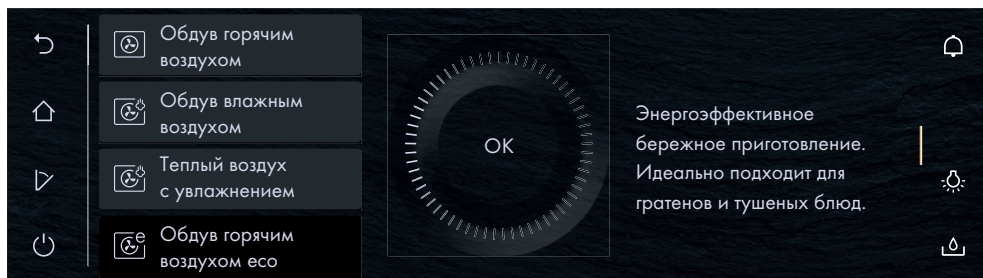 Обдув горячим
воздухом
Обдув влажным
воздухом
Теплый воздух
с увлажнением
e
Обдув горячим
воздухом eco
OK
Энергоэффективное
бережное приготовление.
Идеально подходит для
гратенов и тушеных блюд.